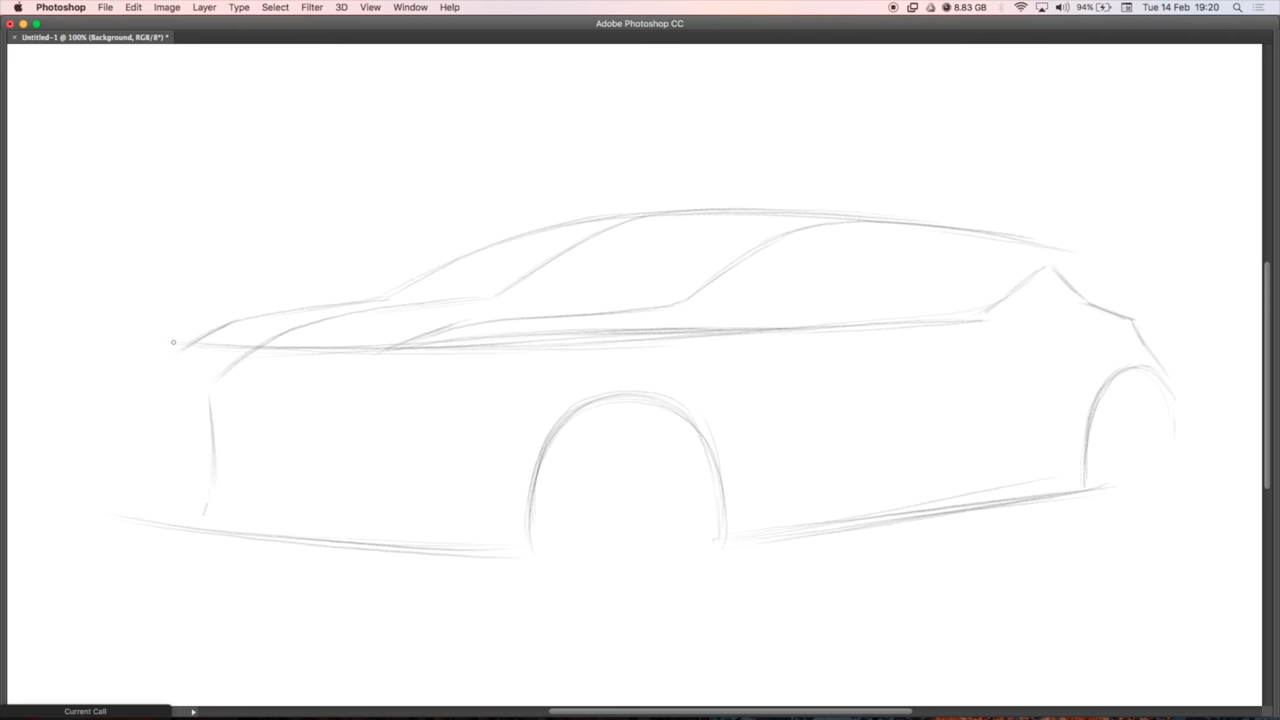 Photoshop File Edit Image Layer Type Select Filter 3D View Window Help 8.83 GB 94% Tue 14 Feb 19:20
Adobe Photoshop CC
Untitled-1 @ 100% (Background, RGB/8*) *
Current Call